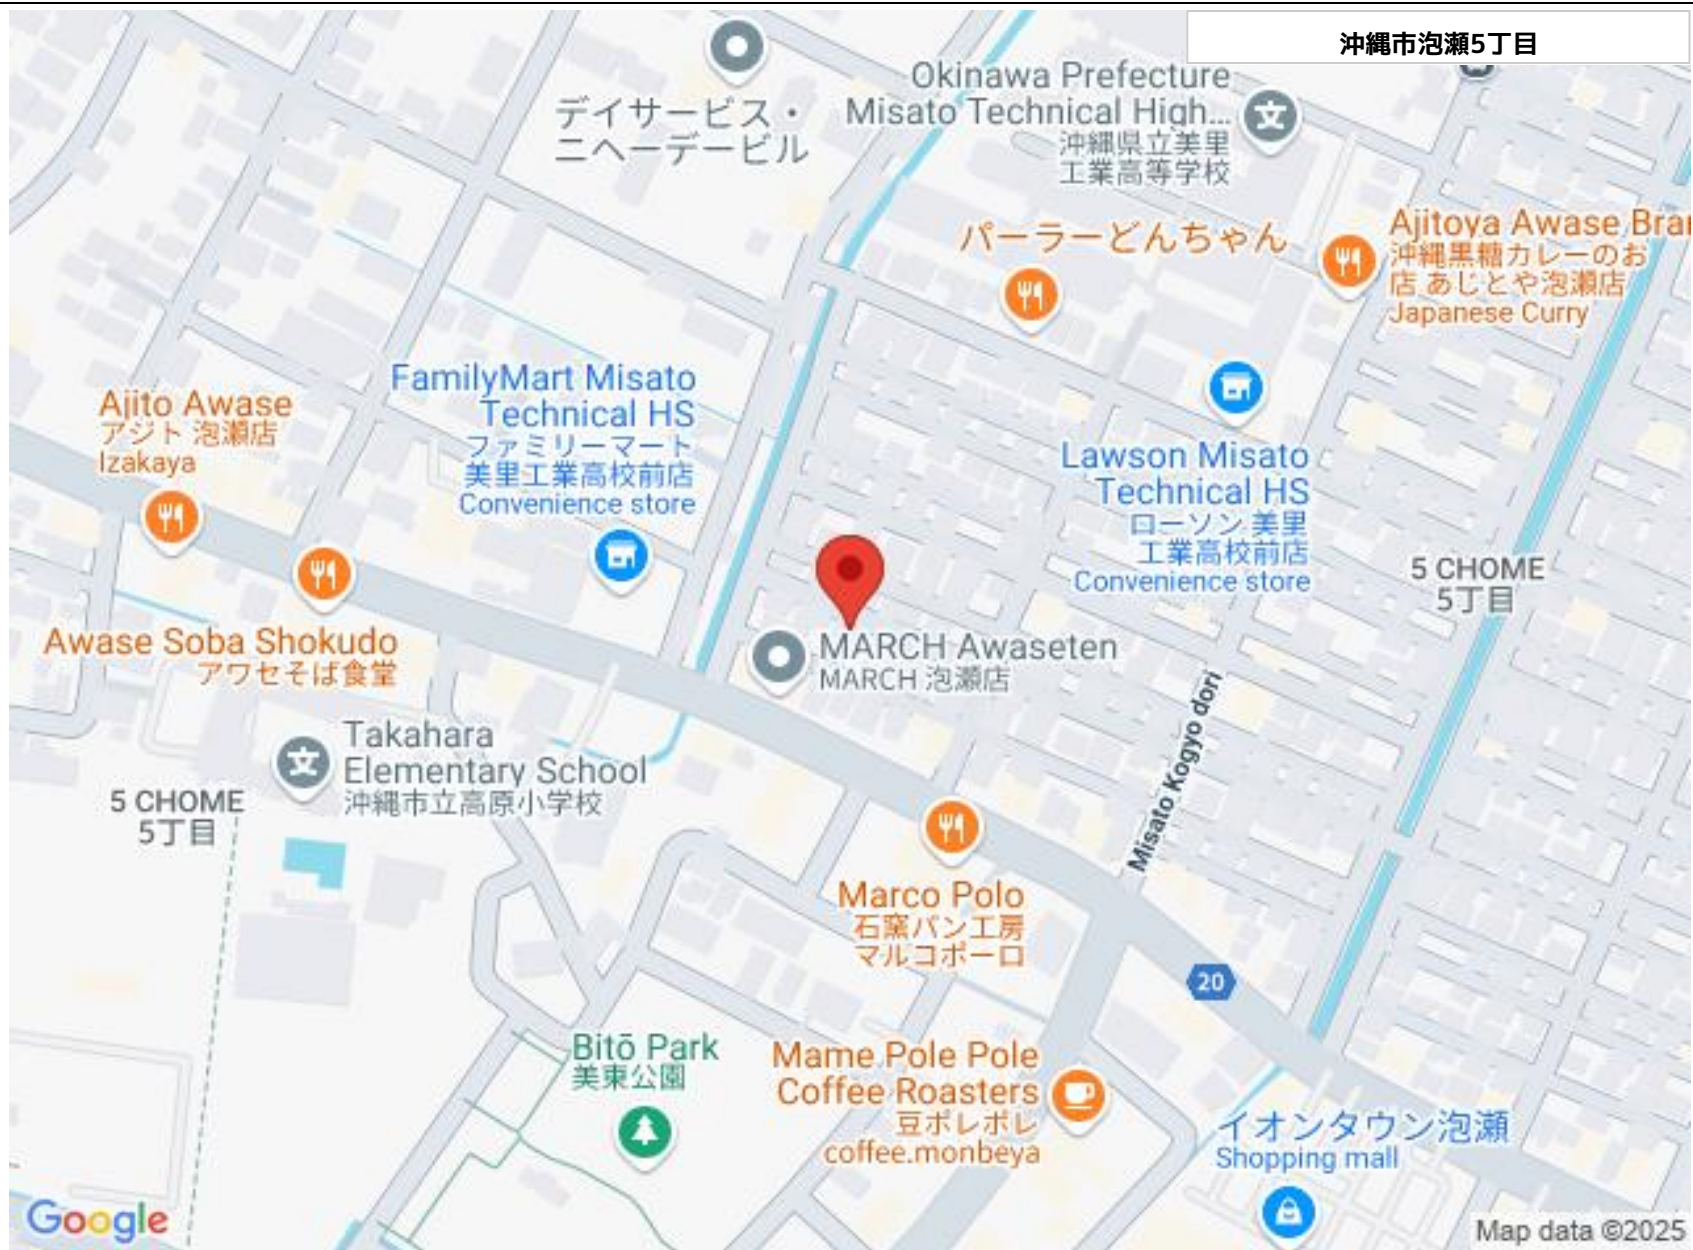 沖縄市泡瀬5丁目
デイサービス・
ニヘーデービル
Okinawa Prefecture
Misato Technical High...
沖縄県立美里
工業高等学校
パーラーどんちゃん
Ajitoya Awase Bran
沖縄黒糖カレーのお
店 あじとや泡瀬店
Japanese Curry
FamilyMart Misato
Technical HS
ファミリーマート
美里工業高校前店
Convenience store
Ajito Awase
アジト 泡瀬店
Izakaya
Lawson Misato
Technical HS
ローソン 美里
工業高校前店
Convenience store
5 CHOME
5丁目
Awase Soba Shokudo
アワセそば食堂
MARCH Awaseten
MARCH 泡瀬店
Misato Kogyo dori
Takahara
Elementary School
沖縄市立高原小学校
5 CHOME
5丁目
Marco Polo
石窯パン工房
マルコポーロ
20
Bitō Park
美東公園
Mame Pole Pole
Coffee Roasters
豆ポレポレ
coffee.monbeya
イオンタウン泡瀬
Shopping mall
Google
Map data ©2025